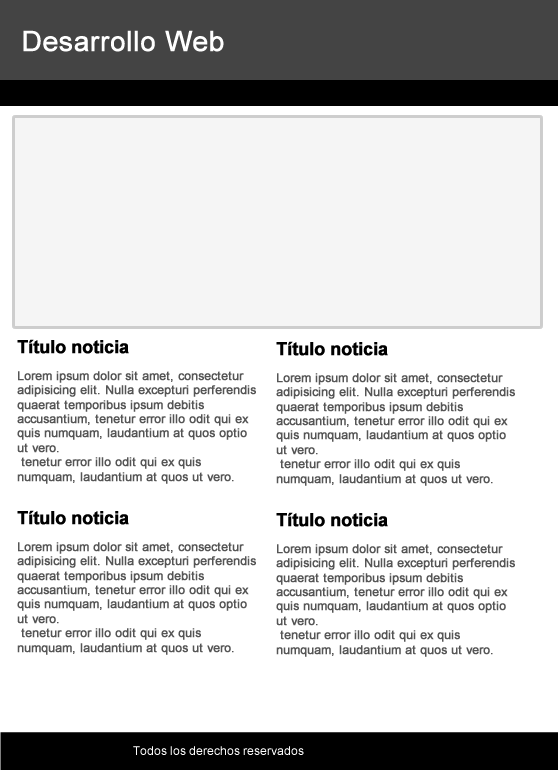 Desarrollo Web
Título noticia
Lorem ipsum dolor sit amet, consectetur
adipisicing elit. Nulla excepturi perferendis
quaerat temporibus ipsum debitis
accusantium, tenetur error illo odit qui ex
quis numquam, laudantium at quos optio
ut vero.
tenetur error illo odit qui ex quis
numquam, laudantium at quos ut vero.
Título noticia
Lorem ipsum dolor sit amet, consectetur
adipisicing elit. Nulla excepturi perferendis
quaerat temporibus ipsum debitis
accusantium, tenetur error illo odit qui ex
quis numquam, laudantium at quos optio
ut vero.
tenetur error illo odit qui ex quis
numquam, laudantium at quos ut vero.
Título noticia
Lorem ipsum dolor sit amet, consectetur
adipisicing elit. Nulla excepturi perferendis
quaerat temporibus ipsum debitis
accusantium, tenetur error illo odit qui ex
quis numquam, laudantium at quos optio
ut vero.
tenetur error illo odit qui ex quis
numquam, laudantium at quos ut vero.
Título noticia
Lorem ipsum dolor sit amet, consectetur
adipisicing elit. Nulla excepturi perferendis
quaerat temporibus ipsum debitis
accusantium, tenetur error illo odit qui ex
quis numquam, laudantium at quos optio
ut vero.
tenetur error illo odit qui ex quis
numquam, laudantium at quos ut vero.
Todos los derechos reservados